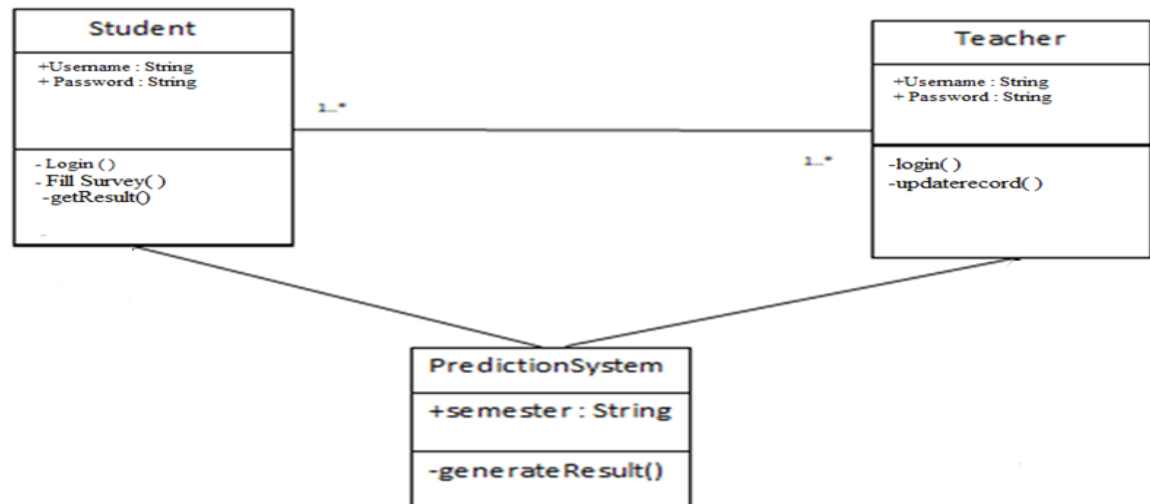 Student
+Username : String
+ Password : String
- Login ( )
- Fill Survey( )
-getResult()
1..*
1..*
Teacher
+Username : String
+ Password : String
-login( )
-updaterecord( )
PredictionSystem
+semester : String
-generateResult()